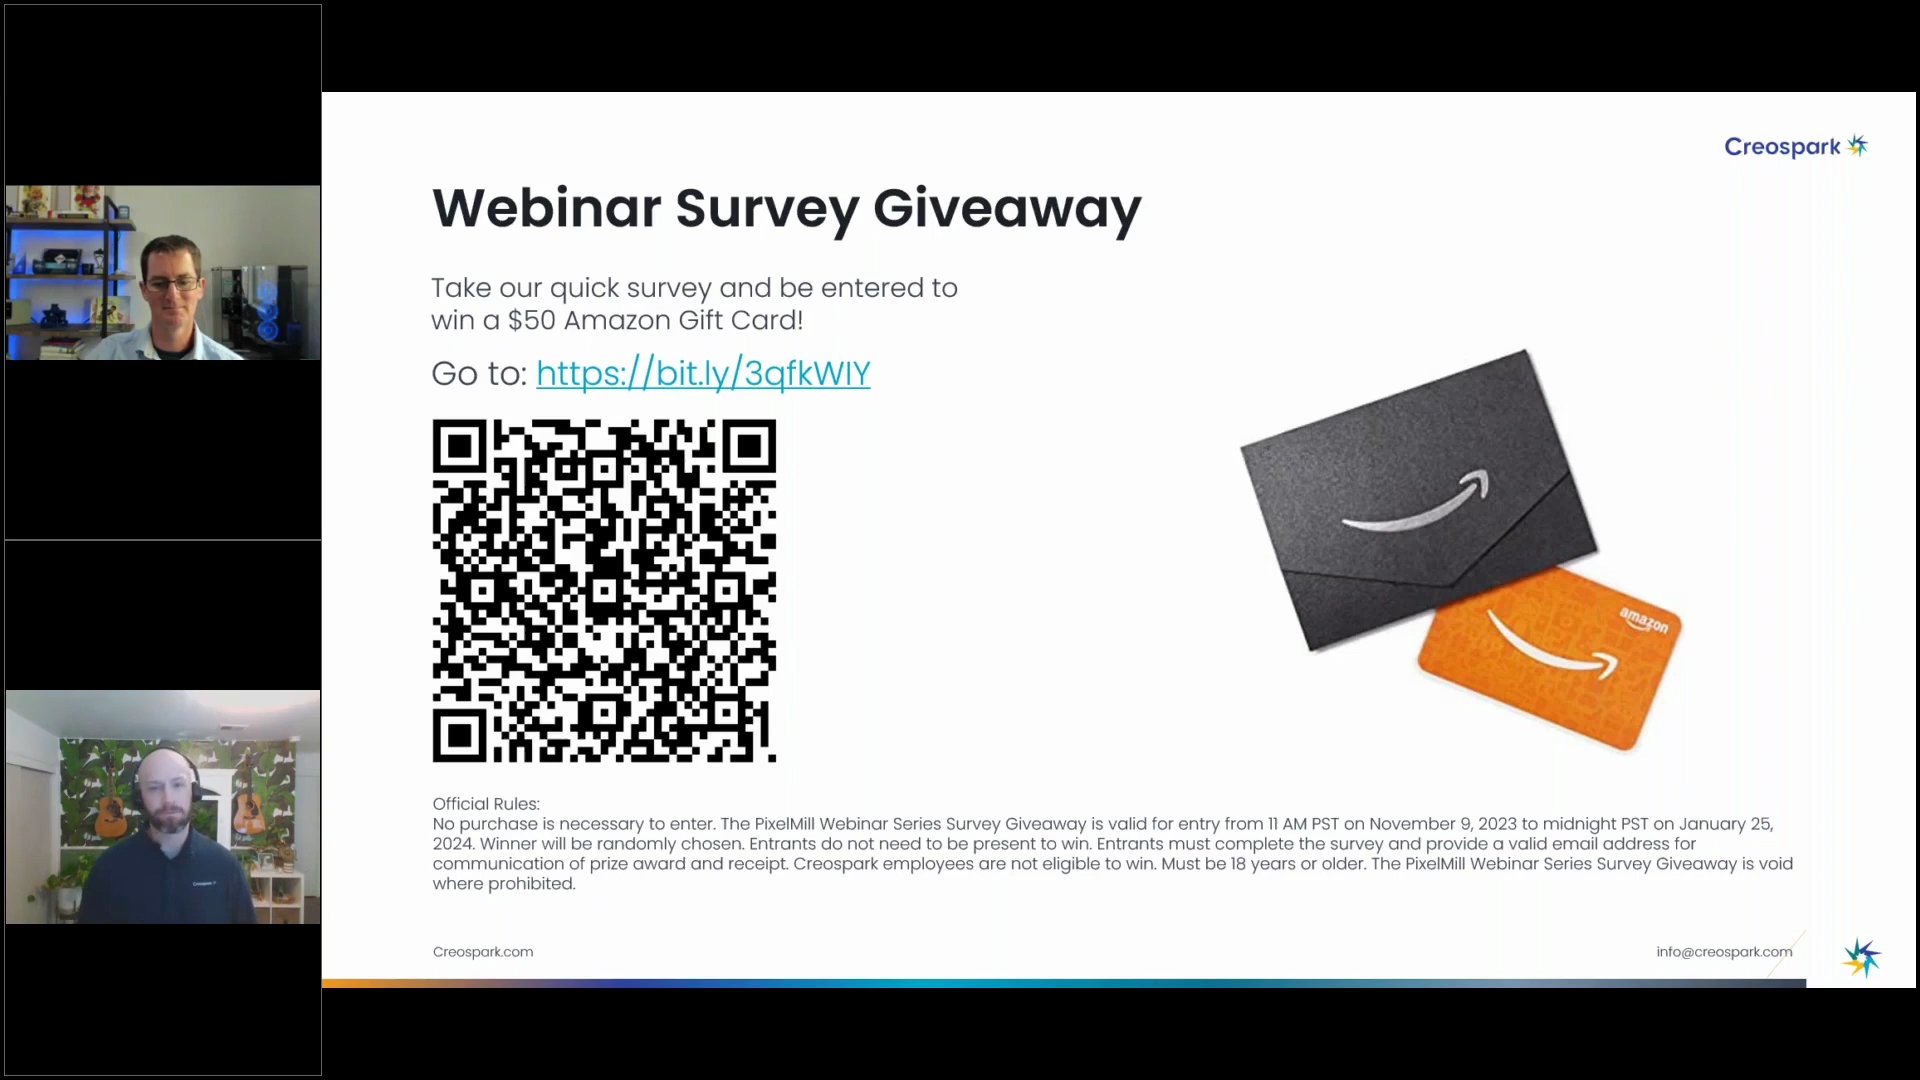 Creospark
Webinar Survey Giveaway
Take our quick survey and be entered to
win a $50 Amazon Gift Card!
Go to: https://bit.ly/3qfkWIY
amazon
Official Rules:
No purchase is necessary to enter. The PixelMill Webinar Series Survey Giveaway is valid for entry from 11 AM PST on November 9, 2023 to midnight PST on January 25,
2024. Winner will be randomly chosen. Entrants do not need to be present to win. Entrants must complete the survey and provide a valid email address for
communication of prize award and receipt. Creospark employees are not eligible to win. Must be 18 years or older. The PixelMill Webinar Series Survey Giveaway is void
where prohibited.
Creospark.com
info@creospark.com